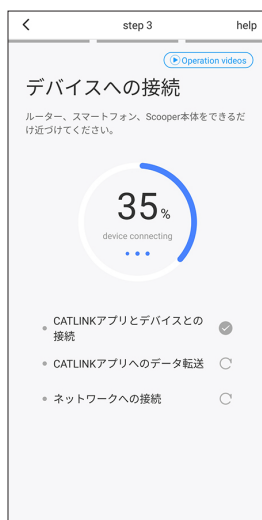 step 3
help
Operation videos
デバイスへの接続
ルーター、スマートフォン、Scooper本体をできるだ
け近づけてください。
35%
device connecting
CATLINKアプリとデバイスとの
接続
CATLINKアプリへのデータ転送
ネットワークへの接続